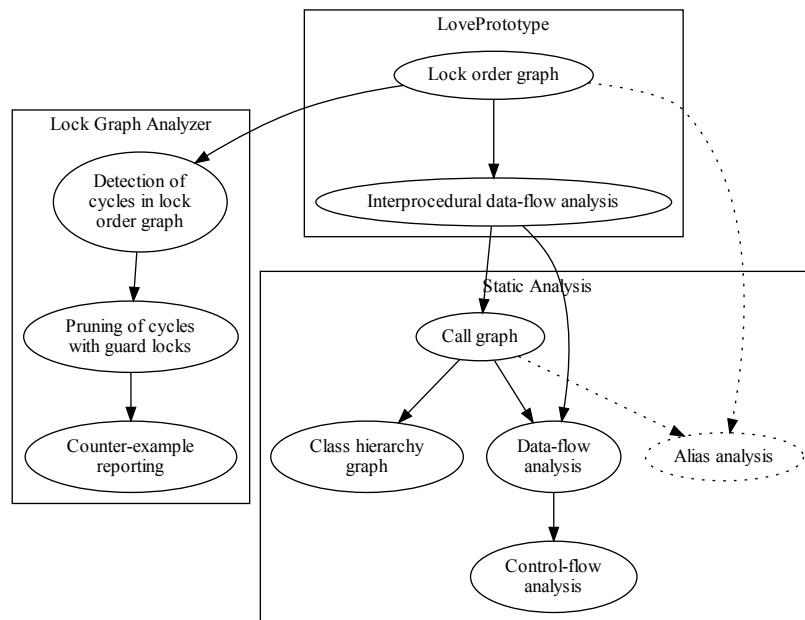 LovePrototype
Lock order graph
Lock Graph Analyzer
Detection of
cycles in lock
order graph
Interprocedural data-flow analysis
Static Analysis
Pruning of cycles
with guard locks
Call graph
Counter-example
reporting
Class hierarchy
graph
Data-flow
analysis
Alias analysis
Control-flow
analysis